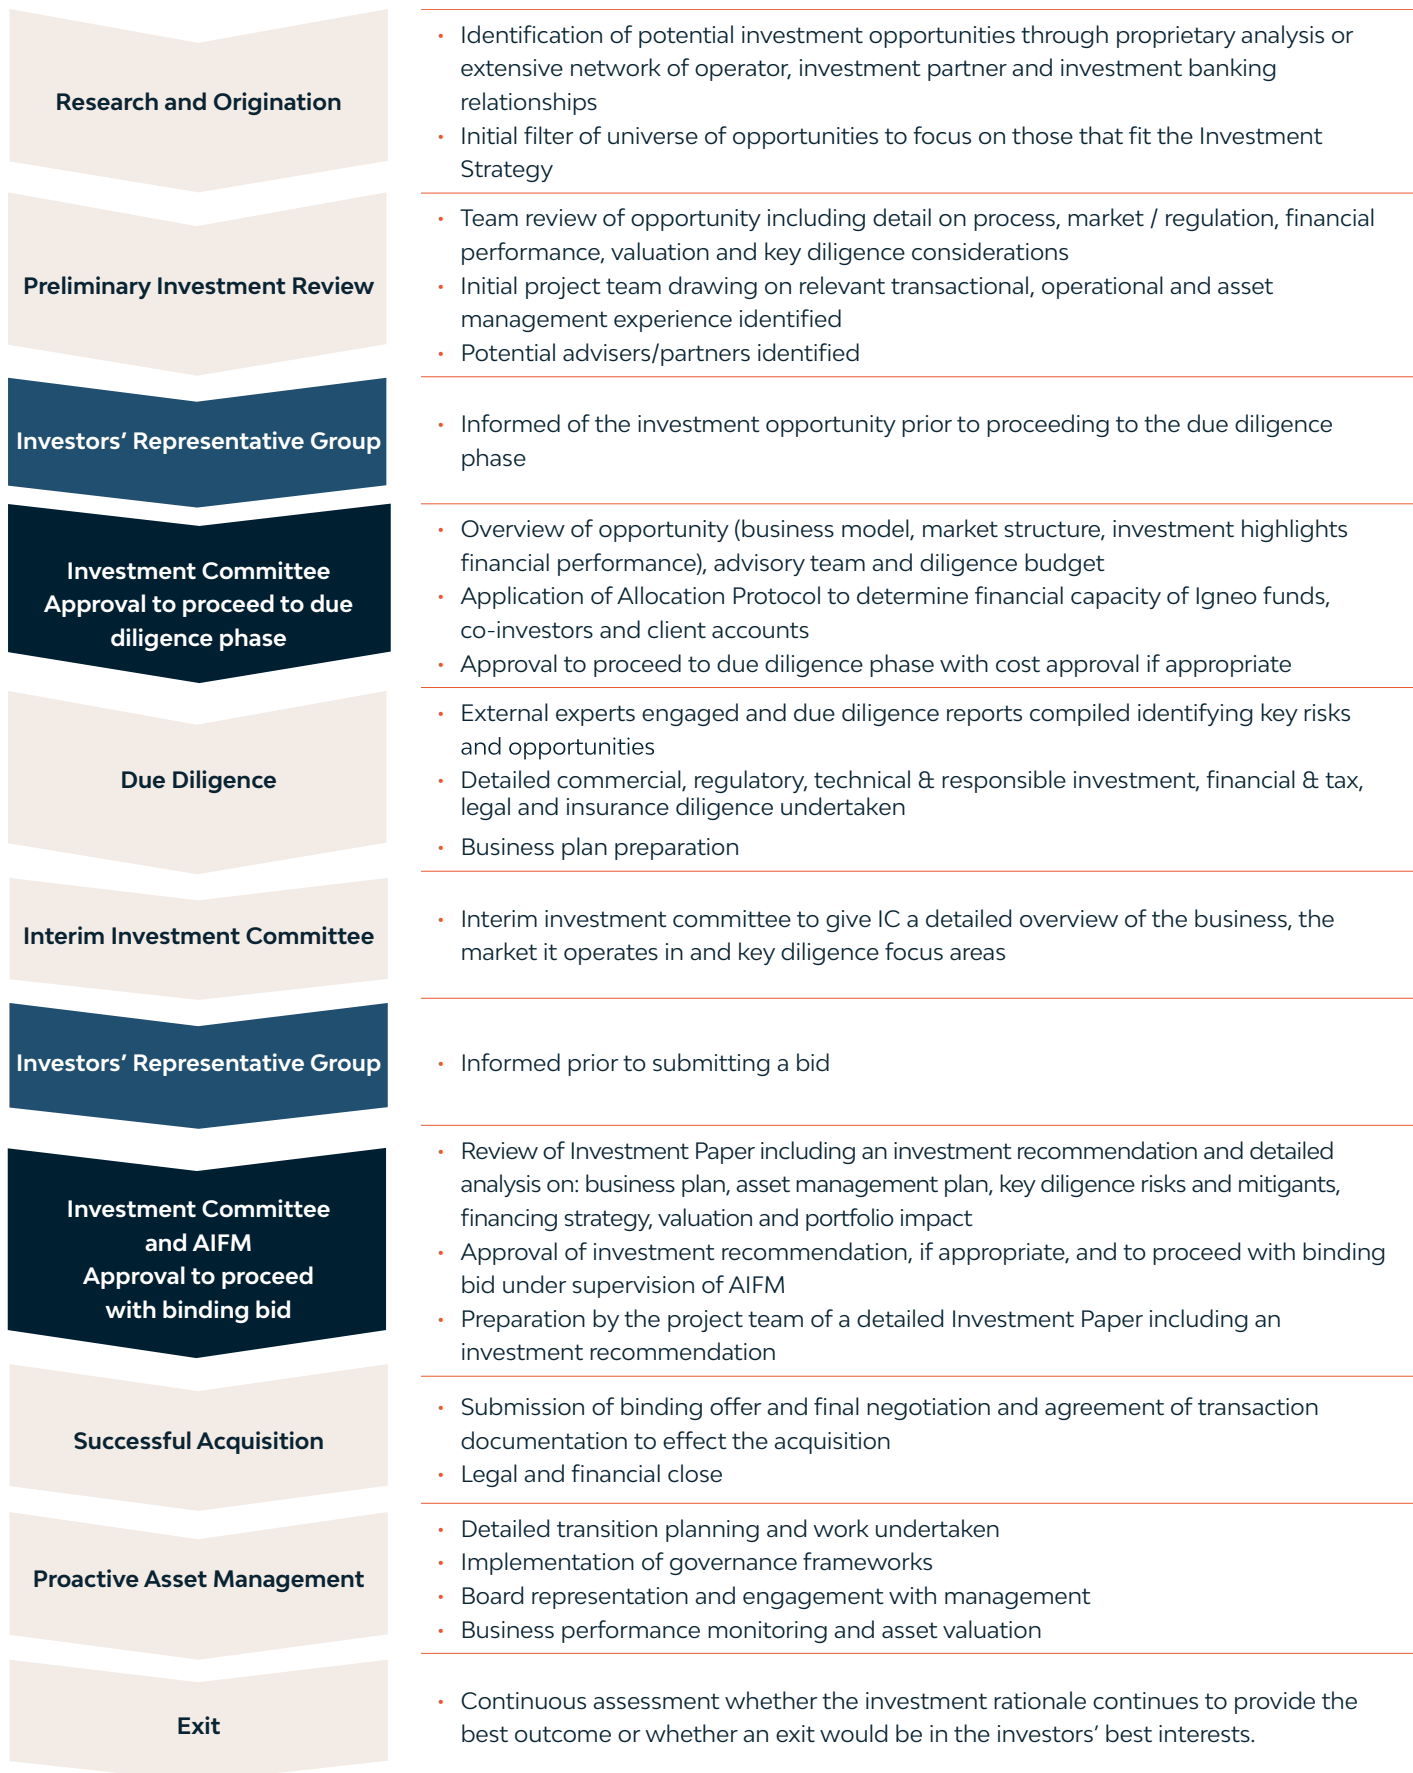 Research and Origination
• Identification of potential investment opportunities through proprietary analysis or
extensive network of operator, investment partner and investment banking
relationships
• Initial filter of universe of opportunities to focus on those that fit the Investment
Strategy
Preliminary Investment Review
• Team review of opportunity including detail on process, market / regulation, financial
performance, valuation and key diligence considerations
• Initial project team drawing on relevant transactional, operational and asset
management experience identified
• Potential advisers/partners identified
Investors’ Representative Group
• Informed of the investment opportunity prior to proceeding to the due diligence
phase
Investment Committee
Approval to proceed to due
diligence phase
• Overview of opportunity (business model, market structure, investment highlights
financial performance), advisory team and diligence budget
• Application of Allocation Protocol to determine financial capacity of Igneo funds,
co-investors and client accounts
• Approval to proceed to due diligence phase with cost approval if appropriate
Due Diligence
• External experts engaged and due diligence reports compiled identifying key risks
and opportunities
• Detailed commercial, regulatory, technical & responsible investment, financial & tax,
legal and insurance diligence undertaken
• Business plan preparation
Interim Investment Committee
• Interim investment committee to give IC a detailed overview of the business, the
market it operates in and key diligence focus areas
Investors’ Representative Group
• Informed prior to submitting a bid
Investment Committee
and AIFM
Approval to proceed
with binding bid
• Review of Investment Paper including an investment recommendation and detailed
analysis on: business plan, asset management plan, key diligence risks and mitigants,
financing strategy, valuation and portfolio impact
• Approval of investment recommendation, if appropriate, and to proceed with binding
bid under supervision of AIFM
• Preparation by the project team of a detailed Investment Paper including an
investment recommendation
Successful Acquisition
• Submission of binding offer and final negotiation and agreement of transaction
documentation to effect the acquisition
• Legal and financial close
Proactive Asset Management
• Detailed transition planning and work undertaken
• Implementation of governance frameworks
• Board representation and engagement with management
• Business performance monitoring and asset valuation
Exit
• Continuous assessment whether the investment rationale continues to provide the
best outcome or whether an exit would be in the investors’ best interests.